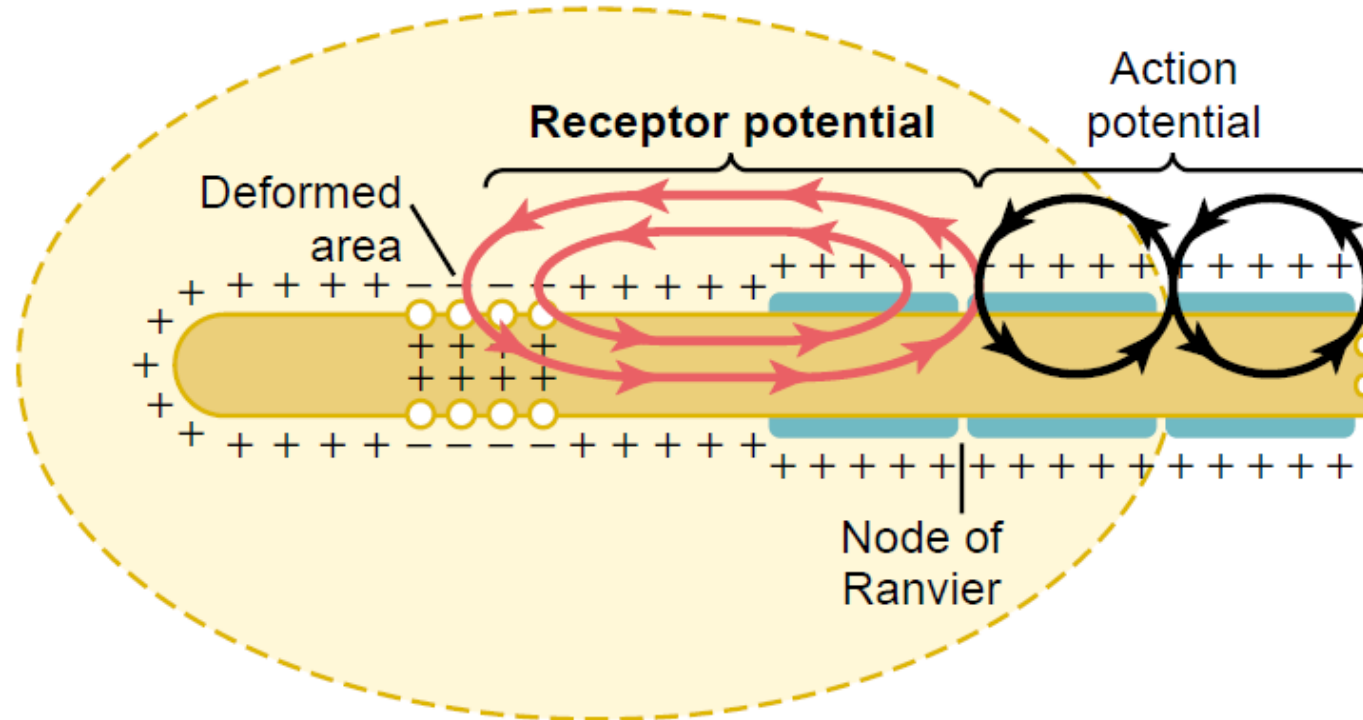 Action
potential
Receptor potential
Deformed
area
+ + + + + – – – – + + + + +
+ + + + + + + + + + + + + + +
+ + + +
+ + + +
+
+
+
+
+
+ + + + – – – – + + + + +
+ + + + + + + + + + + + + + +
Node of
Ranvier